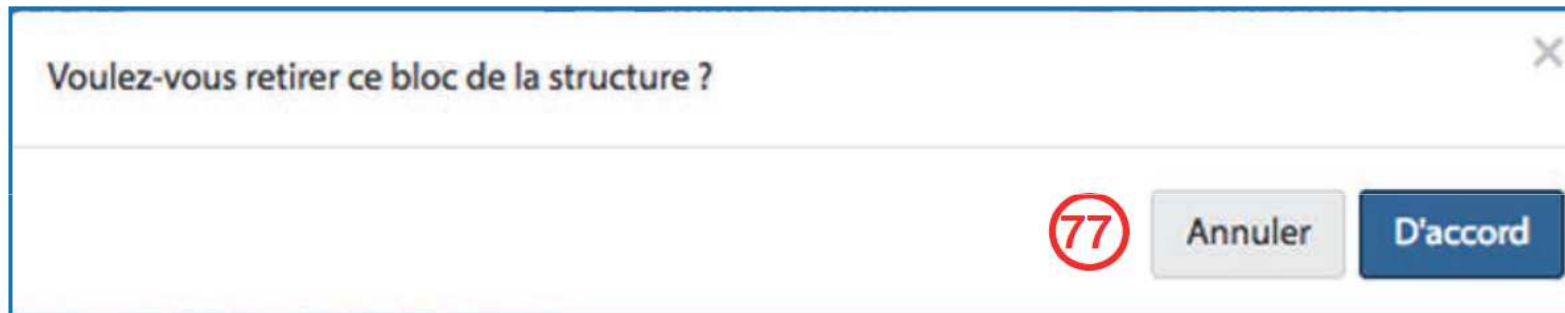 Voulez-vous retirer ce bloc de la structure ?
×
77 Annuler D'accord